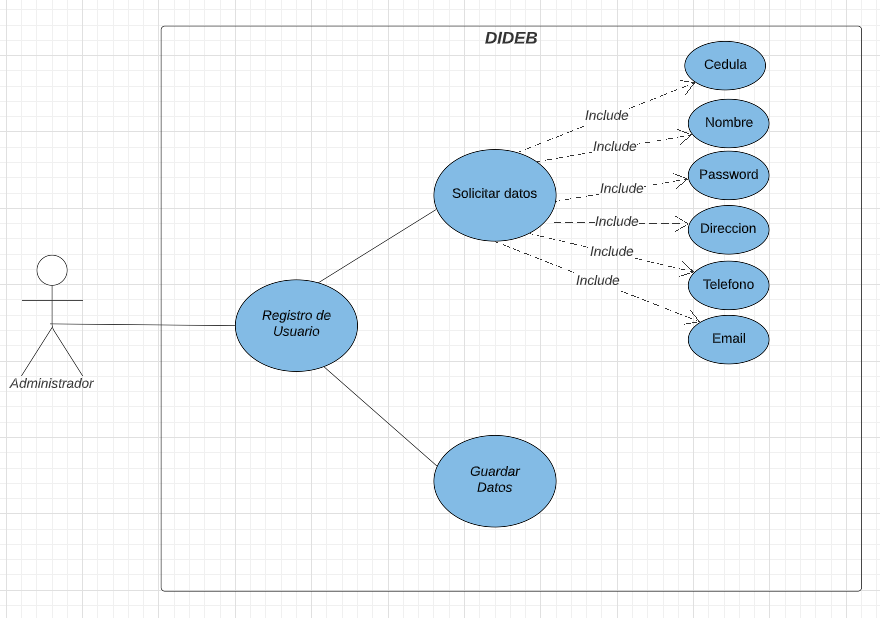 DIDEB
Cedula
Include
Nombre
Include
Password
Include
Solicitar datos
Include
Direccion
Include
Telefono
Include
Email
Registro de
Usuario
Administrador
Guardar
Datos